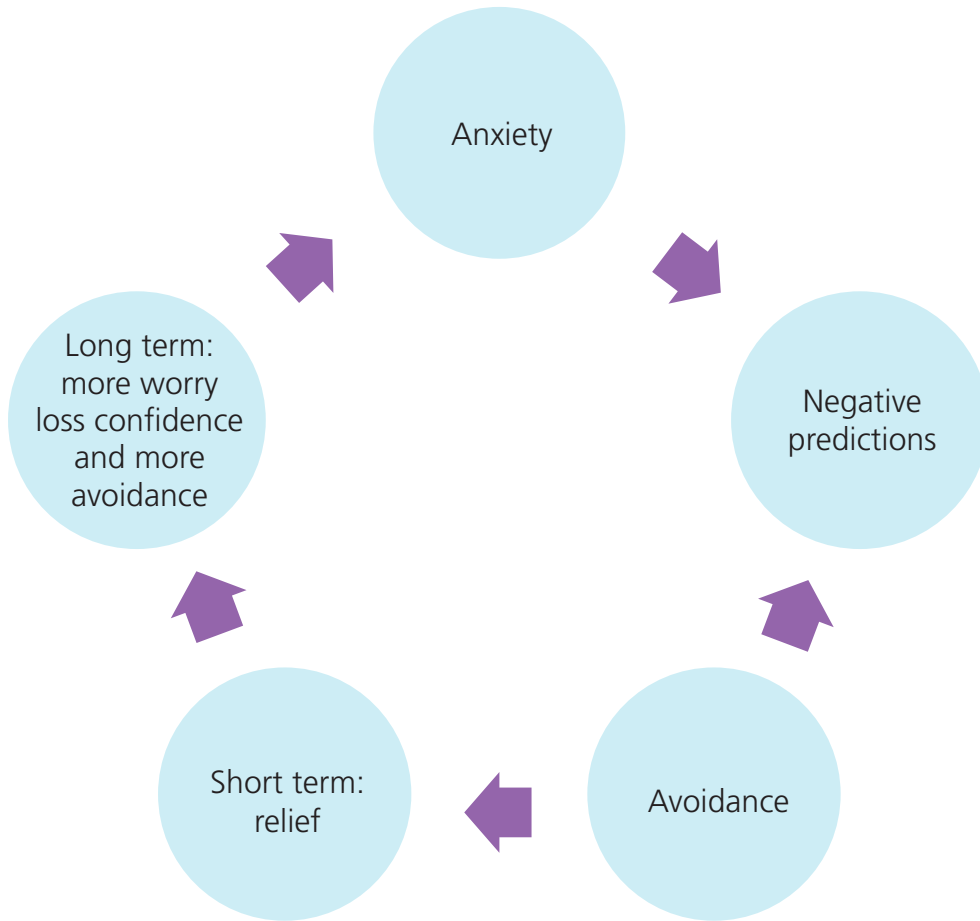 Anxiety
Negative
predictions
Avoidance
Short term:
relief
Long term:
more worry
loss confidence
and more
avoidance